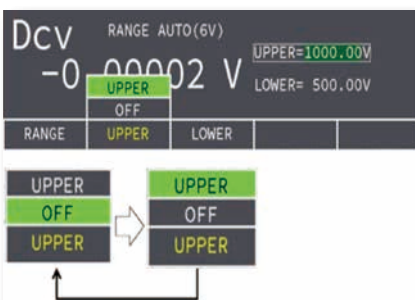 DCV RANGE AUTO(6V)
UPPER=1000.00V
-0.00002 V
LOWER= 500.00V
UPPER
OFF
RANGE UPPER LOWER
UPPER UPPER
OFF OFF
UPPER UPPER